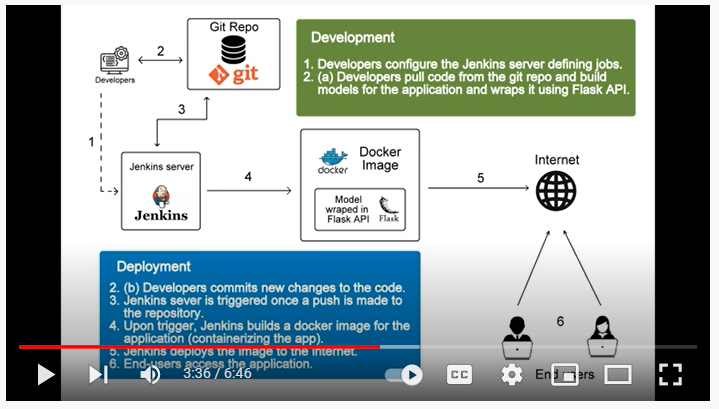 Git Repo
git
Developers
2
3
1
Development
1. Developers configure the Jenkins server defining jobs.
2. (a) Developers pull code from the git repo and build
models for the application and wraps it using Flask API.
Jenkins server
Jenkins
4
docker
Docker
Image
Model
wraped in
Flask API
Flask
5
Internet
Deployment
2. (b) Developers commits new changes to the code.
3. Jenkins sever is triggered once a push is made to
the repository.
4. Upon trigger, Jenkins builds a docker image for the
application (containerizing the app).
5. Jenkins deploys the image to the internet.
6. End-users access the application.
6
End users
3:36 / 6:46
CC